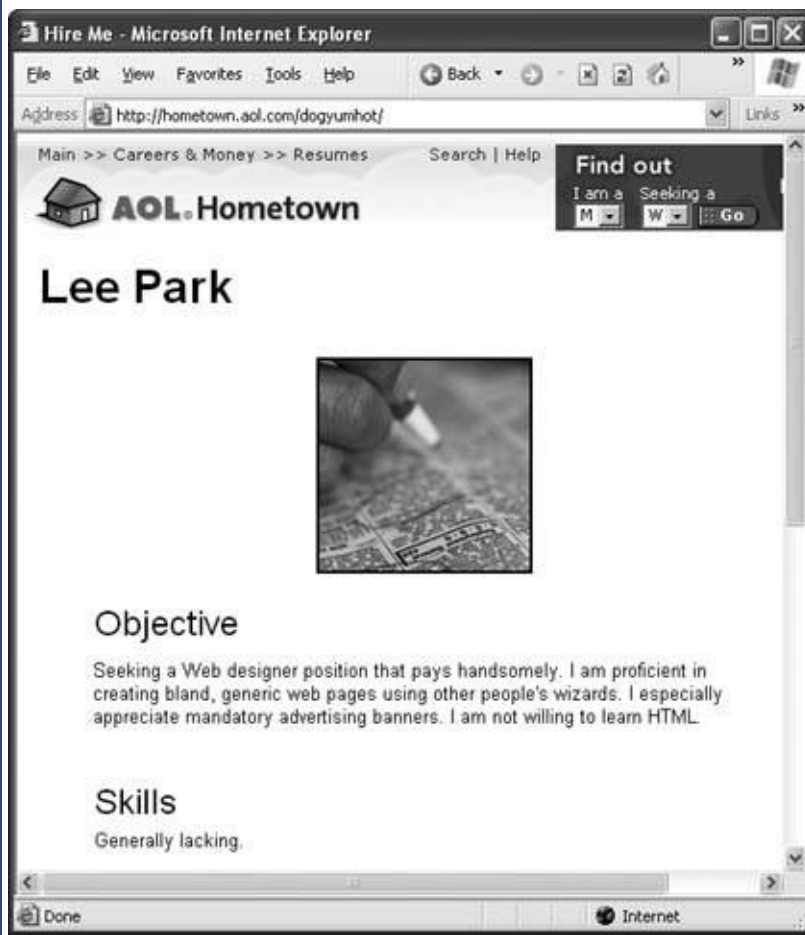 Hire Me - Microsoft Internet Explorer
File Edit View Favorites Tools Help Back »
Address http://hometown.aol.com/dogyumhot/ Links »
Main >> Careers & Money >> Resumes Search | Help
Find out
I am a Seeking a
M W Go
AOL.Hometown
Lee Park
Objective
Seeking a Web designer position that pays handsomely. I am proficient in
creating bland, generic web pages using other people's wizards. I especially
appreciate mandatory advertising banners. I am not willing to learn HTML.
Skills
Generally lacking.
Done Internet